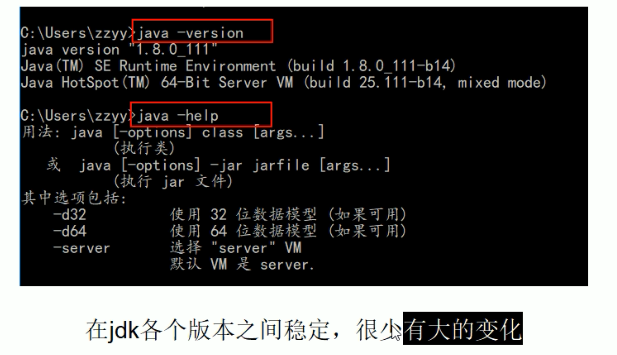 C:\Users\zzyy>java -version
java version "1.8.0_111"
Java(TM) SE Runtime Environment (build 1.8.0_111-b14)
Java HotSpot(TM) 64-Bit Server VM (build 25.111-b14, mixed mode)
C:\Users\zzyy>java -help
用法: java [-options] class [args...]
(执行类)
或 java [-options] -jar jarfile [args...]
(执行 jar 文件)
其中选项包括:
-d32 使用 32 位数据模型 (如果可用)
-d64 使用 64 位数据模型 (如果可用)
-server 选择 "server" VM
默认 VM 是 server.
在jdk各个版本之间稳定，很少有大的变化